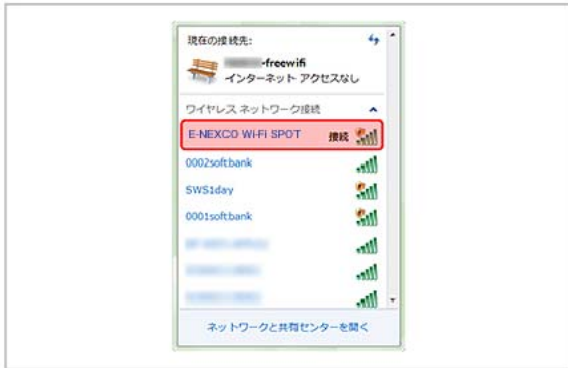 現在の接続先:
-freewifi
インターネット アクセスなし
ワイヤレス ネットワーク接続
E-NEXCO Wi-Fi SPOT 接続
0002softbank
SWS1day
0001softbank
ネットワークと共有センターを開く